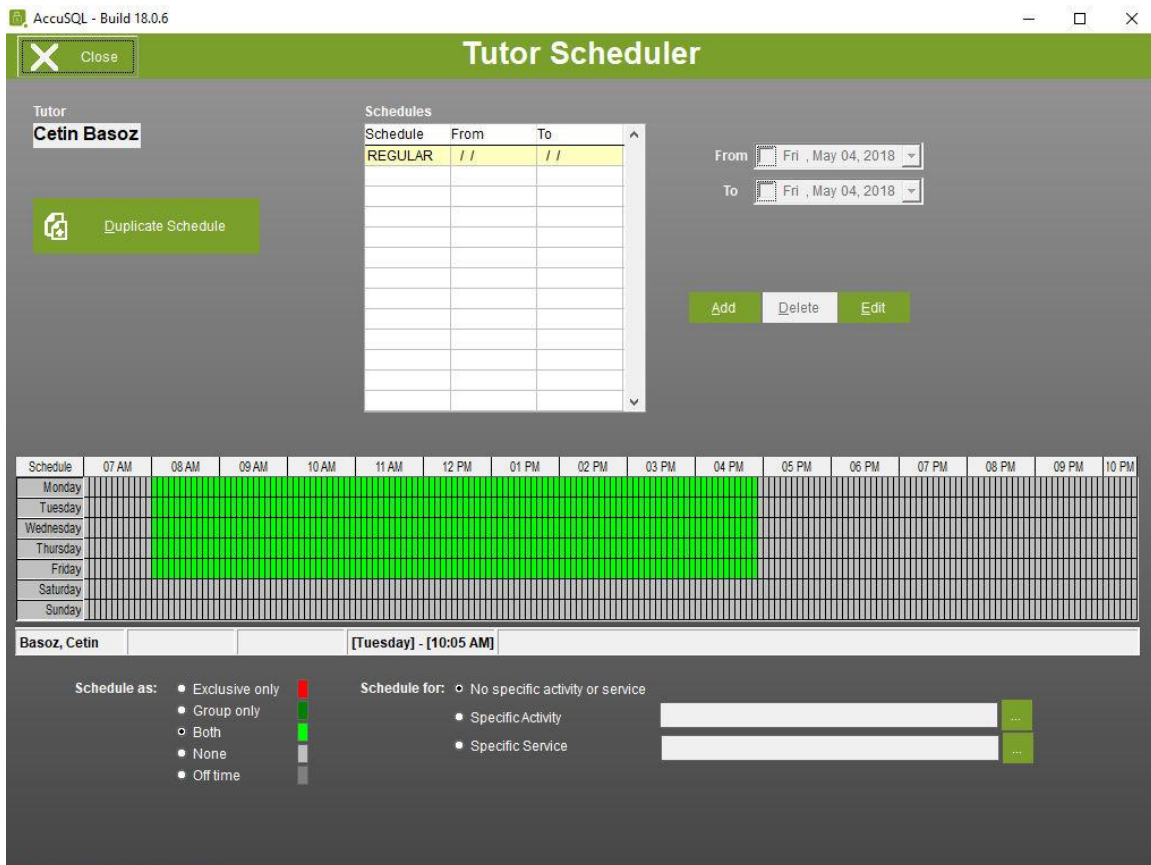 AccuSQL - Build 18.0.6
Close
Tutor Scheduler
Tutor
Cetin Basoz
Duplicate Schedule
Schedules
Schedule From To
REGULAR / / / /
From Fri , May 04, 2018
To Fri , May 04, 2018
Add Delete Edit
Schedule 07 AM 08 AM 09 AM 10 AM 11 AM 12 PM 01 PM 02 PM 03 PM 04 PM 05 PM 06 PM 07 PM 08 PM 09 PM 10 PM
Monday
Tuesday
Wednesday
Thursday
Friday
Saturday
Sunday
Basoz, Cetin [Tuesday] - [10:05 AM]
Schedule as: Exclusive only
Group only
Both
None
Off time
Schedule for: No specific activity or service
Specific Activity ...
Specific Service ...